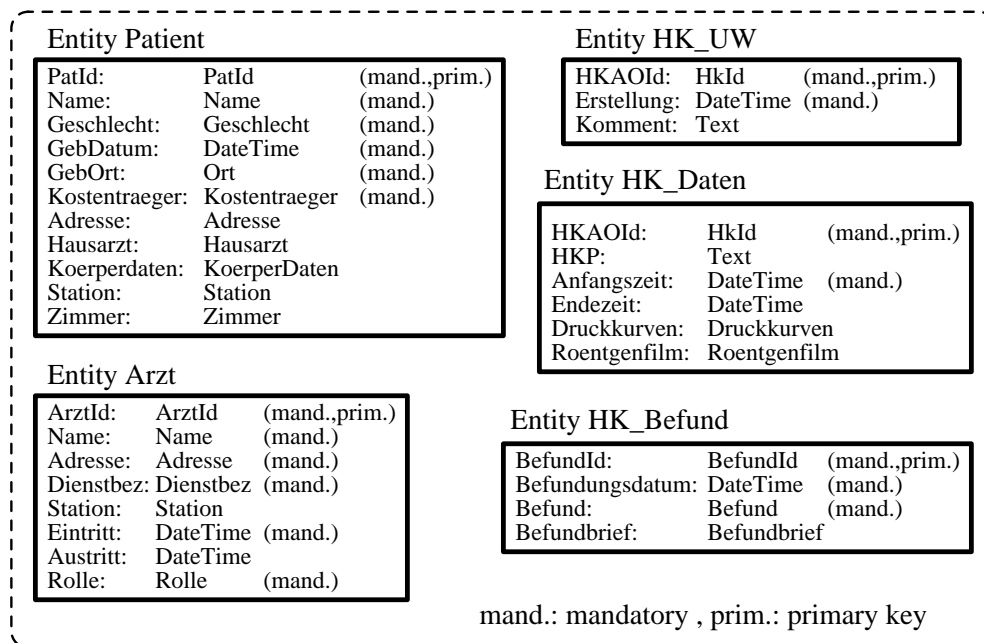 Entity Patient
PatId: PatId (mand.,prim.)
Name: Name (mand.)
Geschlecht: Geschlecht (mand.)
GebDatum: DateTime (mand.)
GebOrt: Ort (mand.)
Kostentraeger: Kostentraeger (mand.)
Adresse: Adresse
Hausarzt: Hausarzt
Koerperdaten: KoerperDaten
Station: Station
Zimmer: Zimmer
Entity Arzt
ArztId: ArztId (mand.,prim.)
Name: Name (mand.)
Adresse: Adresse (mand.)
Dienstbez: Dienstbez (mand.)
Station: Station
Eintritt: DateTime (mand.)
Austritt: DateTime
Rolle: Rolle (mand.)
Entity HK_UW
HKAOId: HkId (mand.,prim.)
Erstellung: DateTime (mand.)
Komment: Text
Entity HK_Daten
HKAOId: HkId (mand.,prim.)
HKP: Text
Anfangszeit: DateTime (mand.)
Endezeit: DateTime
Druckkurven: Druckkurven
Roentgenfilm: Roentgenfilm
Entity HK_Befund
BefundId: BefundId (mand.,prim.)
Befundungsdatum: DateTime (mand.)
Befund: Befund (mand.)
Befundbrief: Befundbrief
mand.: mandatory , prim.: primary key